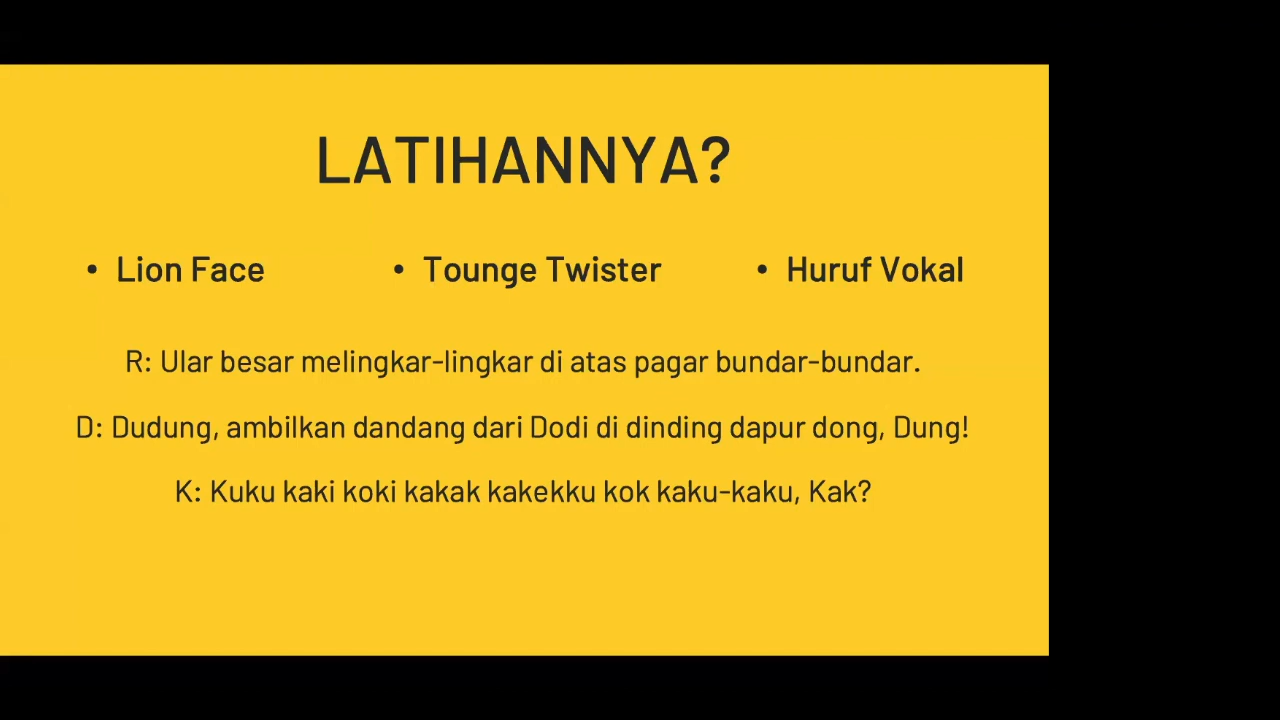 LATIHANNYA?
• Lion Face • Tounge Twister • Huruf Vokal
R: Ular besar melingkar-lingkar di atas pagar bundar-bundar.
D: Dudung, ambilkan dandang dari Dodi di dinding dapur dong, Dung!
K: Kuku kaki koki kakak kakekku kok kaku-kaku, Kak?